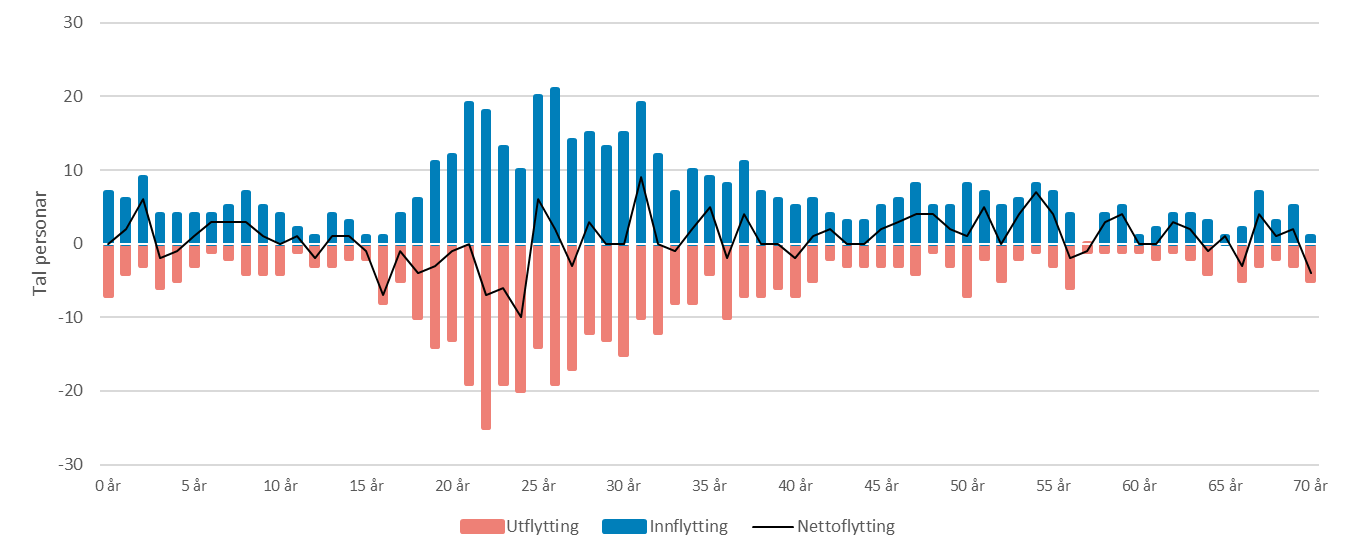 30
20
10
0
-10
-20
-30
Tal personar
0 år 5 år 10 år 15 år 20 år 25 år 30 år 35 år 40 år 45 år 50 år 55 år 60 år 65 år 70 år
Utflytting Innflytting Nettoflytting